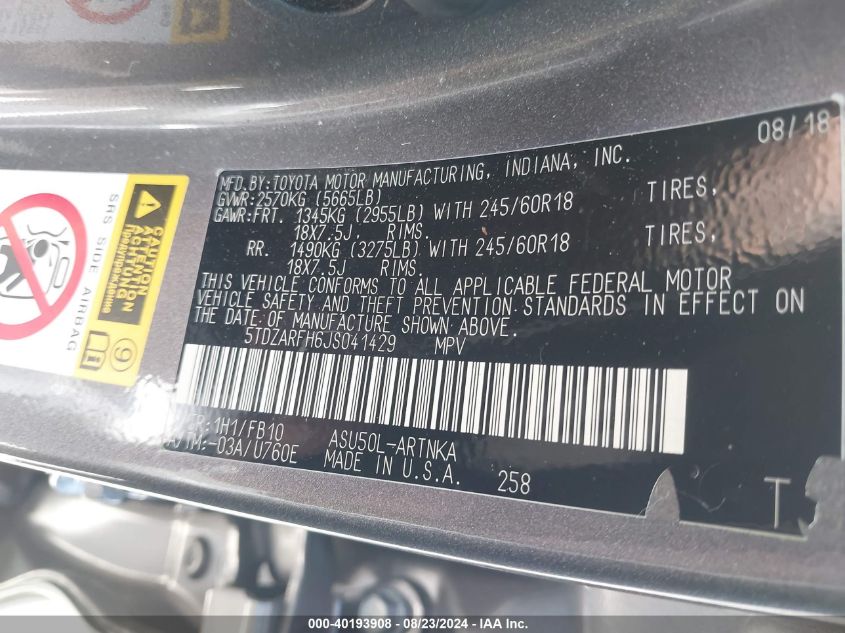 08/18
MFD.BY:TOYOTA MOTOR MANUFACTURING, INDIANA, INC.
GVWR:2570KG (5665LB)
GAWR:FRT. 1345KG (2955LB) WITH 245/60R18 TIRES,
18X7.5J, RIMS.
RR. 1490KG (3275LB) WITH 245/60R18 TIRES,
18X7.5J RIMS.
THIS VEHICLE CONFORMS TO ALL APPLICABLE FEDERAL MOTOR
VEHICLE SAFETY AND THEFT PREVENTION STANDARDS IN EFFECT ON
THE DATE OF MANUFACTURE SHOWN ABOVE.
5TDZARFH6JS041429 MPV
:1H1/FB10 ASU50L-ARTNKA
:-03A/U760E MADE IN U.S.A. 258
SRS SIDE AIRBAG
CAUTION
ACHTUNG
9
000-40193908 - 08/23/2024 - IAA Inc.